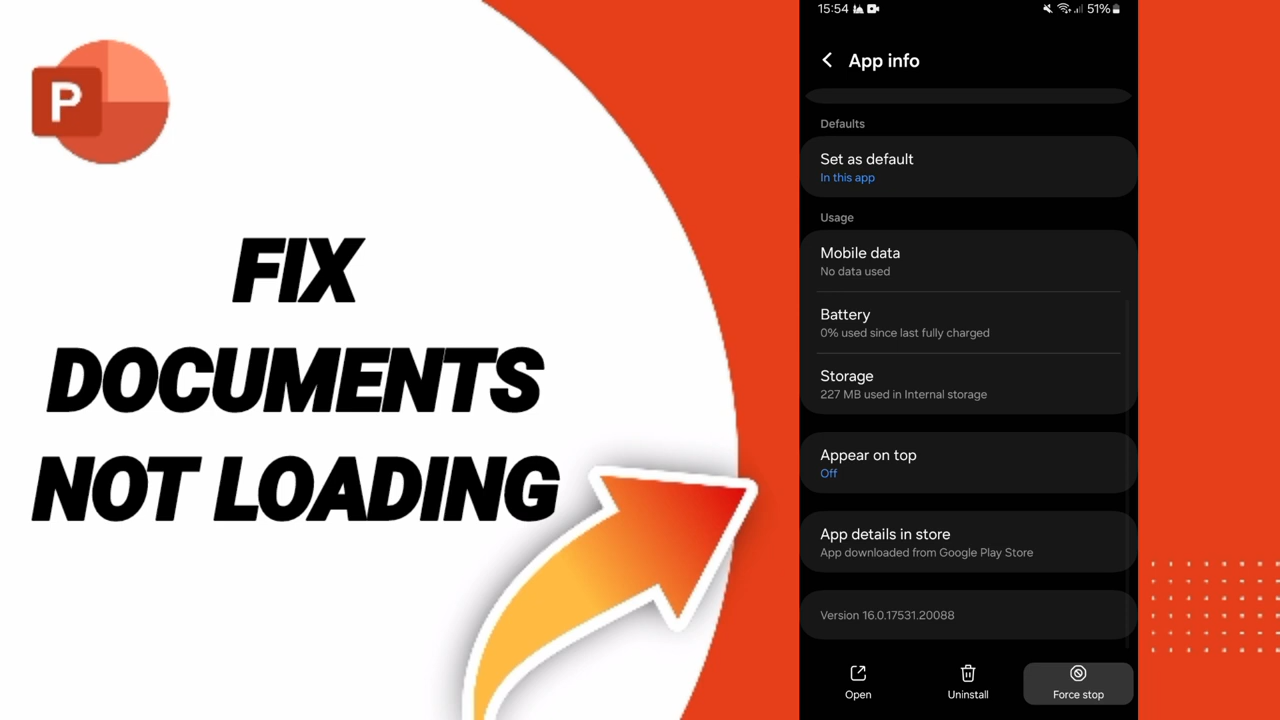 P
FIX
DOCUMENTS
NOT LOADING
15:54
51%
App info
Defaults
Set as default
In this app
Usage
Mobile data
No data used
Battery
0% used since last fully charged
Storage
227 MB used in Internal storage
Appear on top
Off
App details in store
App downloaded from Google Play Store
Version 16.0.17531.20088
Open
Uninstall
Force stop